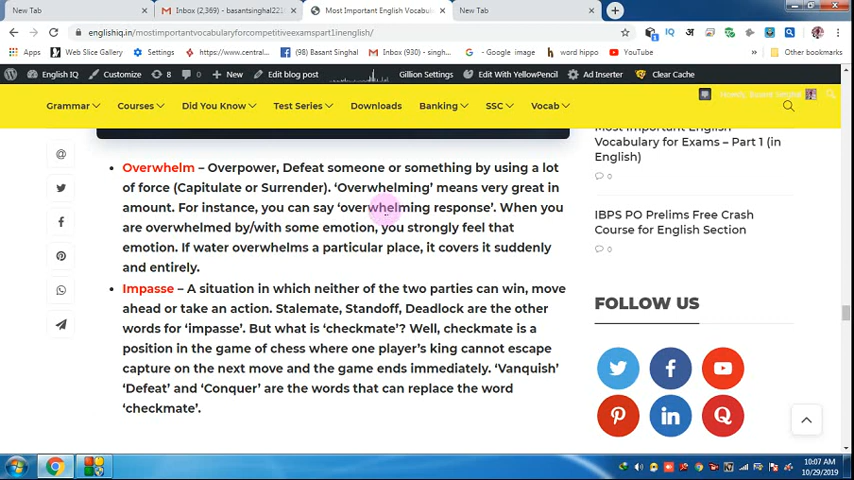 New Tab
Inbox (2,369) - basantsinghal221
Most Important English Vocabul
New Tab
englishiq.in/mostimportantvocabularyforcompetitiveexamspart1inenglish/
Apps
Web Slice Gallery
Settings
https://www.central...
(98) Basant Singhal
Inbox (930) - singh...
- Google image
word hippo
YouTube
Other bookmarks
English IQ
Customize
8
0
New
Edit blog post
Gillion Settings
Edit With YellowPencil
Ad Inserter
Clear Cache
Grammar
Courses
Did You Know
Test Series
Downloads
Banking
SSC
Vocab
• Overwhelm – Overpower, Defeat someone or something by using a lot
of force (Capitulate or Surrender). ‘Overwhelming’ means very great in
amount. For instance, you can say ‘overwhelming response’. When you
are overwhelmed by/with some emotion, you strongly feel that
emotion. If water overwhelms a particular place, it covers it suddenly
and entirely.
• Impasse – A situation in which neither of the two parties can win, move
ahead or take an action. Stalemate, Standoff, Deadlock are the other
words for ‘impasse’. But what is ‘checkmate’? Well, checkmate is a
position in the game of chess where one player’s king cannot escape
capture on the next move and the game ends immediately. ‘Vanquish’
‘Defeat’ and ‘Conquer’ are the words that can replace the word
‘checkmate’.
Most Important English
Vocabulary for Exams – Part 1 (in
English)
0
IBPS PO Prelims Free Crash
Course for English Section
0
FOLLOW US
10:07 AM
10/29/2019